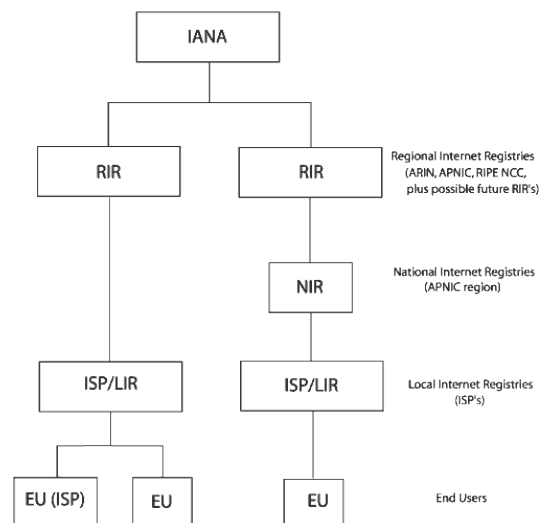 IANA
RIR
RIR
Regional Internet Registries
(ARIN, APNIC, RIPE NCC,
plus possible future RIR's)
NIR
National Internet Registries
(APNIC region)
ISP/LIR
ISP/LIR
Local Internet Registries
(ISP's)
EU (ISP)
EU
EU
End Users